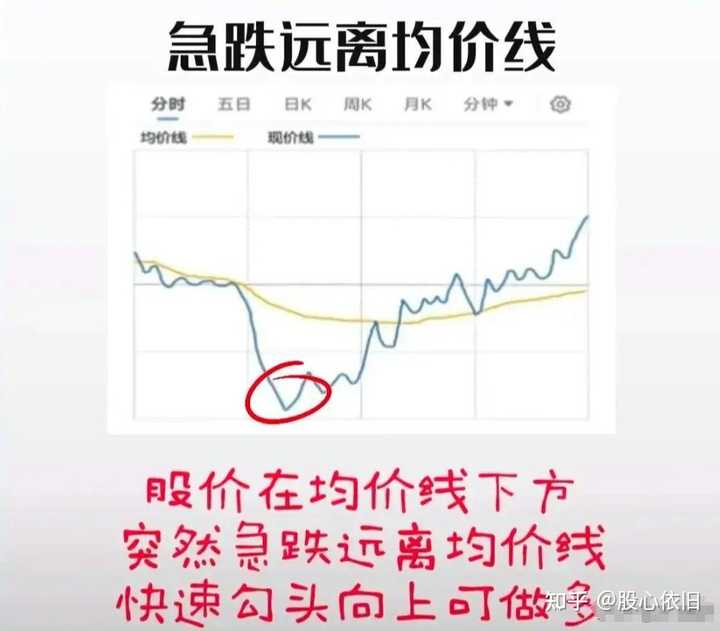 急跌远离均价线
分时 五日 日K 周K 月K 分钟
均价线 现价线
股价在均价线下方
突然急跌远离均价线
快速勾头向上可做多
知乎 @股心依旧